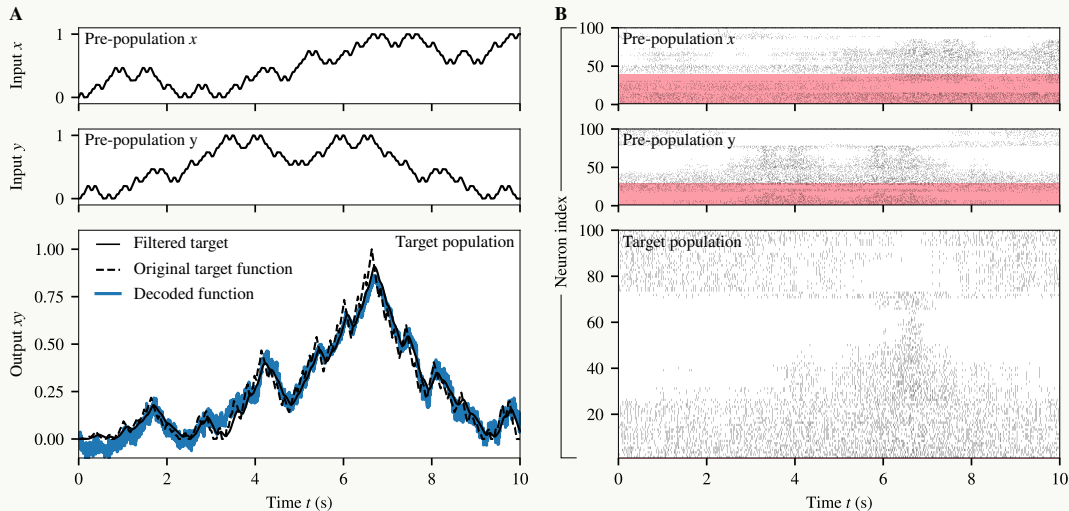 A
Pre-population x
Input x
1
0
Pre-population y
Input y
1
0
Filtered target
Original target function
Decoded function
Target population
Output xy
1.00
0.75
0.50
0.25
0.00
0 2 4 6 8 10
Time t (s)
B
Pre-population x
100
50
0
Pre-population y
100
50
0
Neuron index
Target population
100
80
60
40
20
0 2 4 6 8 10
Time t (s)